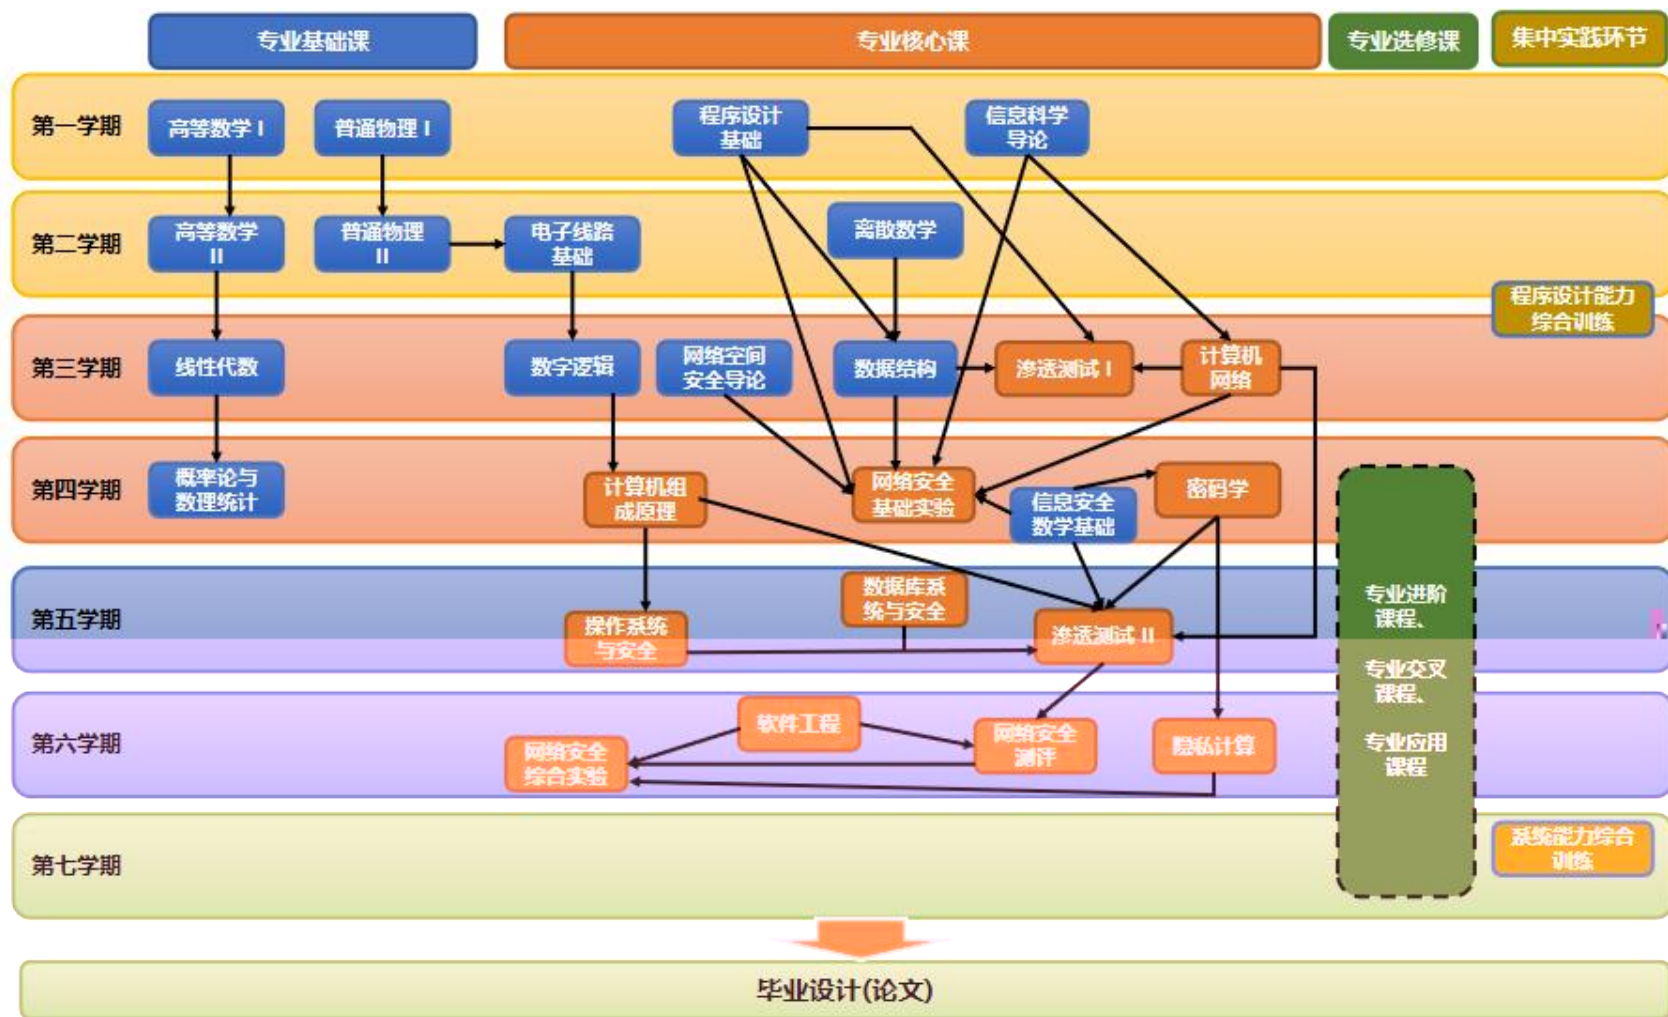 专业基础课
专业核心课
专业选修课
集中实践环节
第一学期
高等数学 I
普通物理 I
程序设计
基础
信息科学
导论
第二学期
高等数学
II
普通物理
II
电子线路
基础
离散数学
程序设计能力
综合训练
第三学期
线性代数
数字逻辑
网络空间
安全导论
数据结构
渗透测试 I
计算机
网络
第四学期
概率论与
数理统计
计算机组
成原理
网络安全
基础实验
信息安全
数学基础
密码学
第五学期
操作系统
与安全
数据库系
统与安全
渗透测试 II
专业进阶
课程、
专业交叉
课程、
专业应用
课程
第六学期
网络安全
综合实验
软件工程
网络安全
测评
隐私计算
第七学期
系统能力综合
训练
毕业设计(论文)